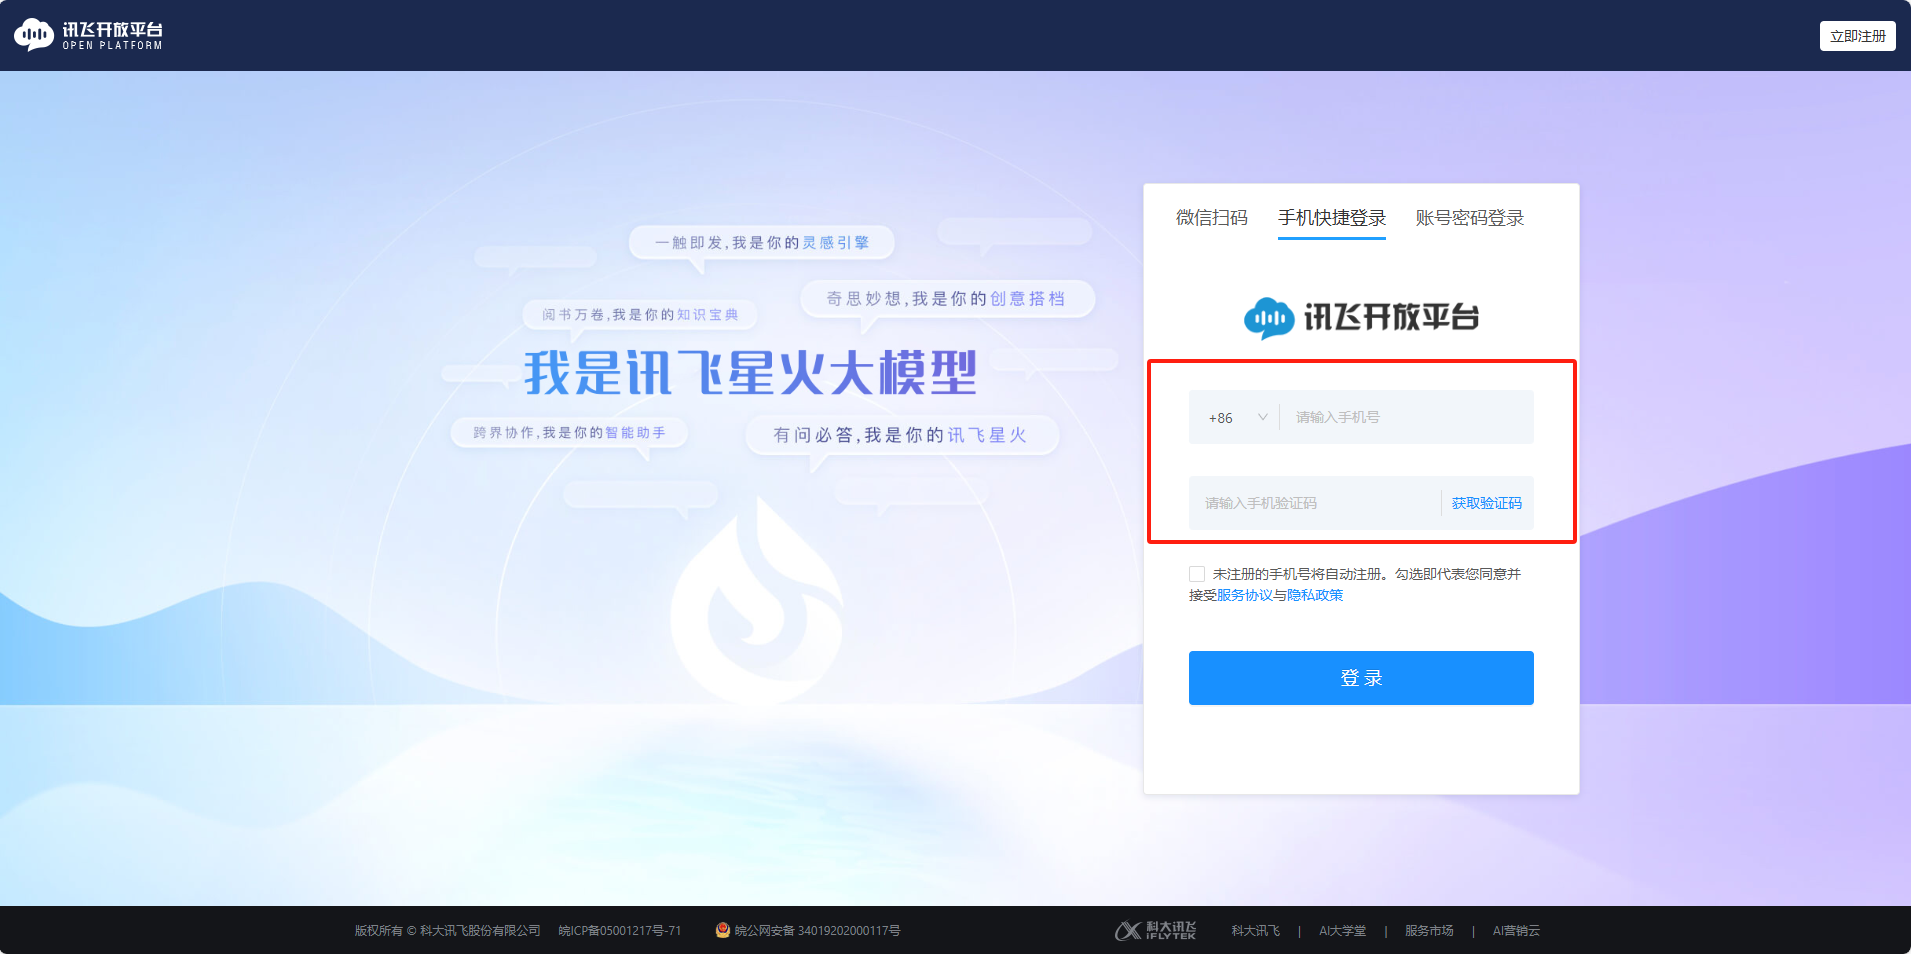 讯飞开放平台
OPEN PLATFORM
立即注册
一触即发,我是你的灵感引擎
奇思妙想,我是你的创意搭档
阅书万卷,我是你的知识宝典
我是讯飞星火大模型
跨界协作,我是你的智能助手
有问必答,我是你的讯飞星火
微信扫码 手机快捷登录 账号密码登录
讯飞开放平台
+86 请输入手机号
请输入手机验证码 获取验证码
未注册的手机号将自动注册。勾选即代表您同意并
接受服务协议与隐私政策
登 录
版权所有 © 科大讯飞股份有限公司 皖ICP备05001217号-71 皖公网安备 34019202000117号
科大讯飞
iFLYTEK
科大讯飞 | AI大学堂 | 服务市场 | AI营销云